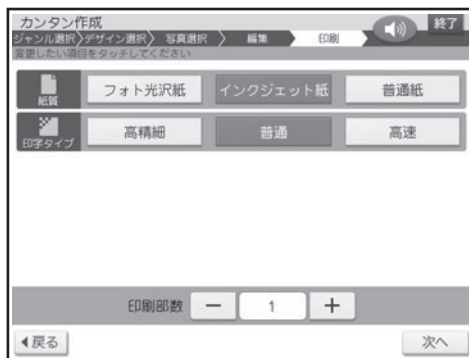 カンタン作成
終了
ジャンル選択 デザイン選択 写真選択 編集 印刷
変更したい項目をタッチしてください
紙質 フォト光沢紙 インクジェット紙 普通紙
印字タイプ 高精細 普通 高速
印刷部数 － 1 ＋
戻る 次へ